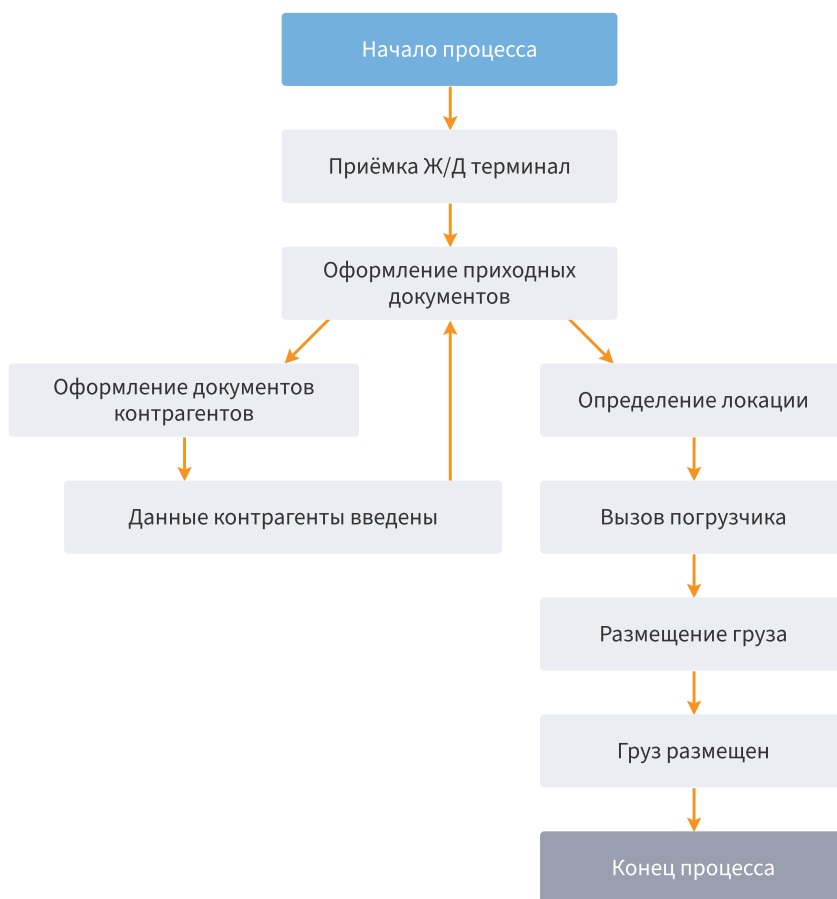 Начало процесса
Приёмка Ж/Д терминал
Оформление приходных
документов
Оформление документов
контрагентов
Определение локации
Данные контрагенты введены
Вызов погрузчика
Размещение груза
Груз размещен
Конец процесса